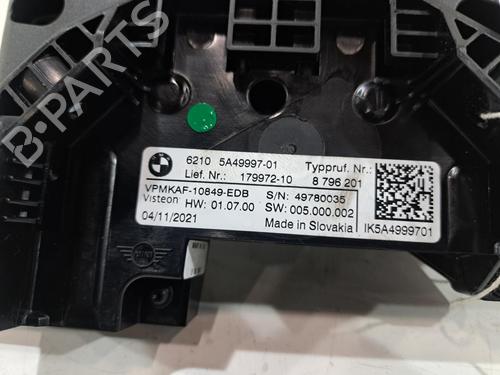 6210 5A49997-01 Typpruf. Nr.
Lief. Nr.: 179972-10 8 796 201
VPMKAF-10849-EDB S/N: 49780035
Visteon HW: 01.07.00 SW: 005.000.002
04/11/2021 Made in Slovakia IK5A4999701
MINI
B-PARTS